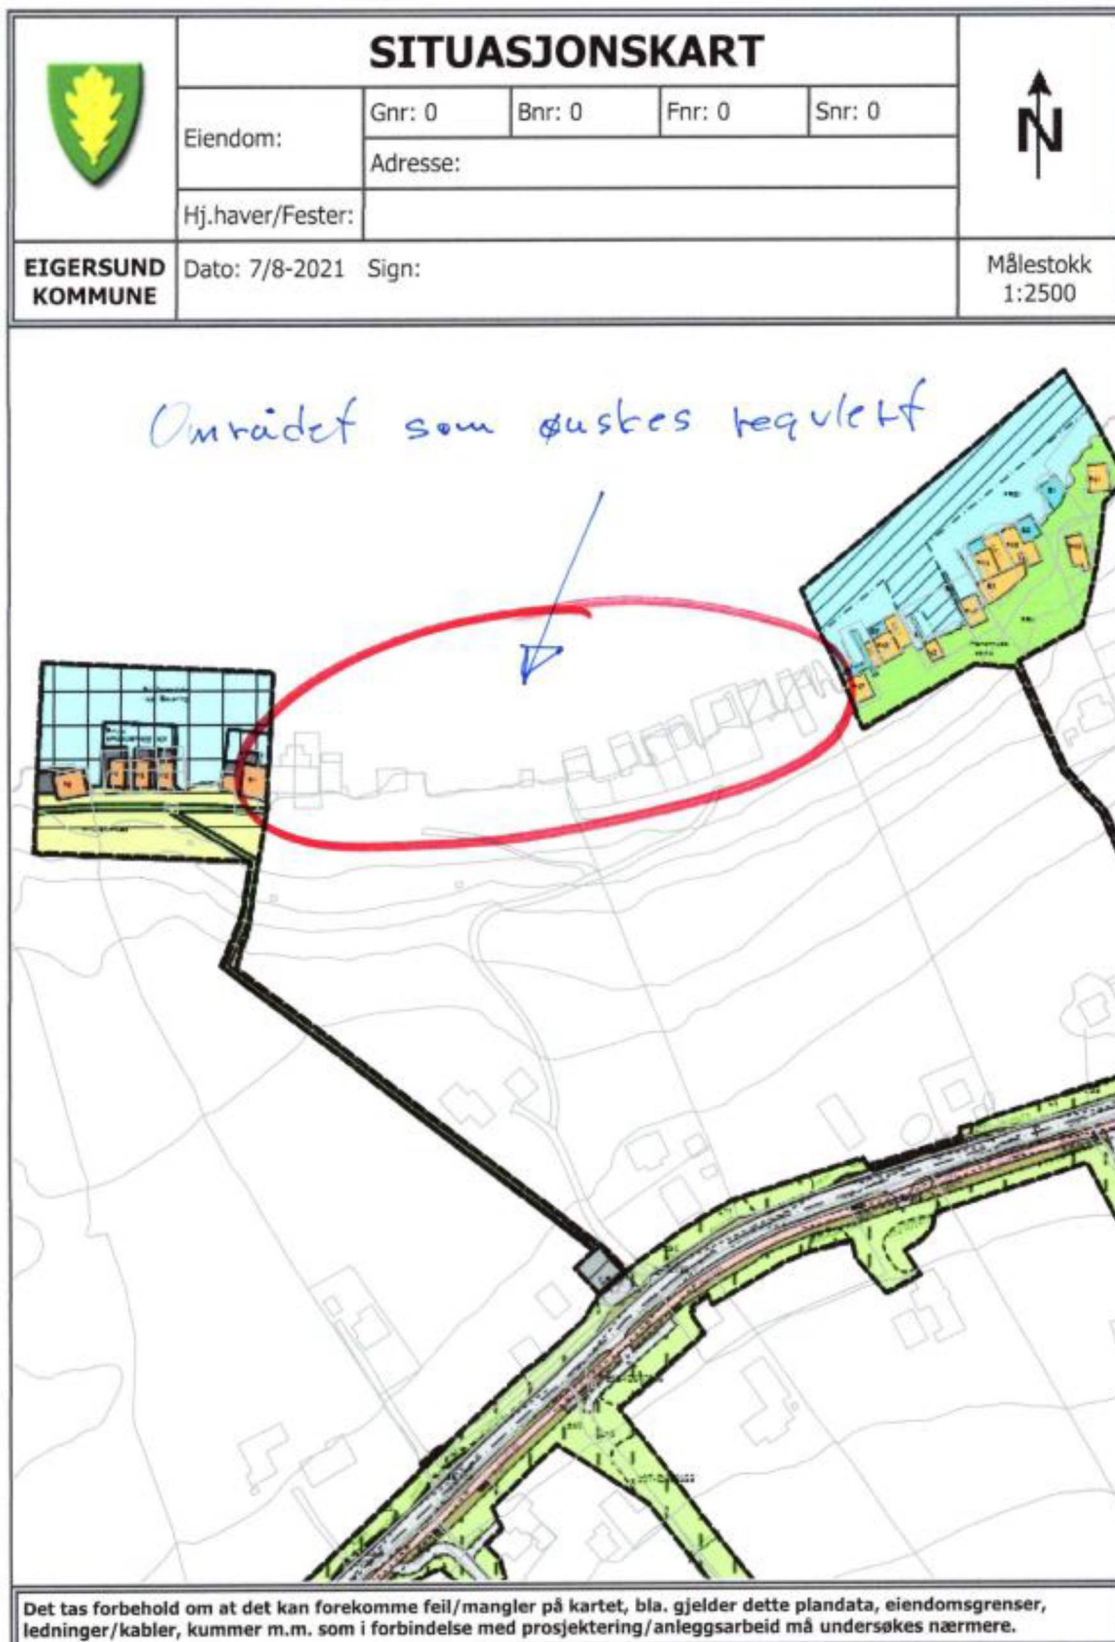 SITUASJONSKART
Eiendom:
Gnr: 0 Bnr: 0 Fnr: 0 Snr: 0
Adresse:
Hj.haver/Fester:
N
EIGERSUND
KOMMUNE
Dato: 7/8-2021 Sign:
Målestokk
1:2500
Området som ønskes regulert
Det tas forbehold om at det kan forekomme feil/mangler på kartet, bla. gjelder dette plandata, eiendomsgrenser,
ledninger/kabler, kummer m.m. som i forbindelse med prosjektering/anleggsarbeid må undersøkes nærmere.